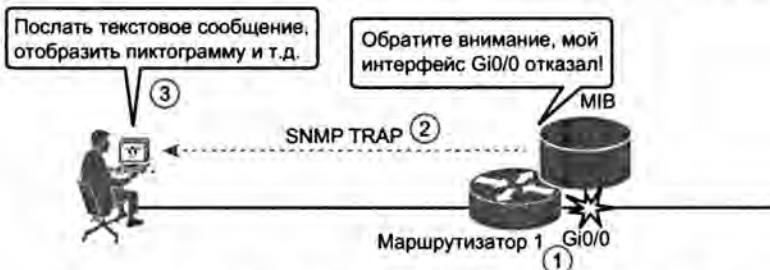 Послать текстовое сообщение,
отобразить пиктограмму и т.д.
Обратите внимание, мой
интерфейс Gi0/0 отказал!
3
MIB
SNMP TRAP 2
Маршрутизатор 1 Gi0/0
1